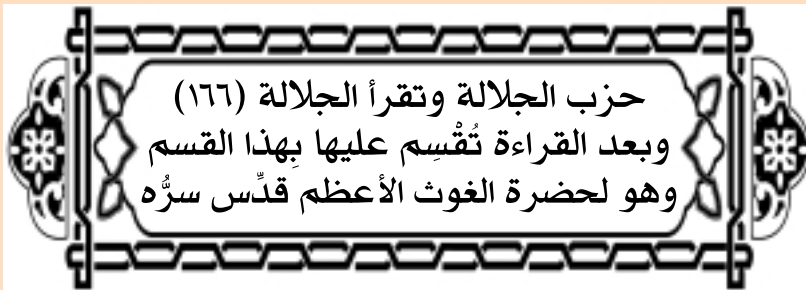 حزب الجلالة وتقرأ الجلالة (١٦٦)
وبعد القراءة تُقْسِم عليها بِهذا القسم
وهو لحضرة الغوث الأعظم قدِّس سرُّه